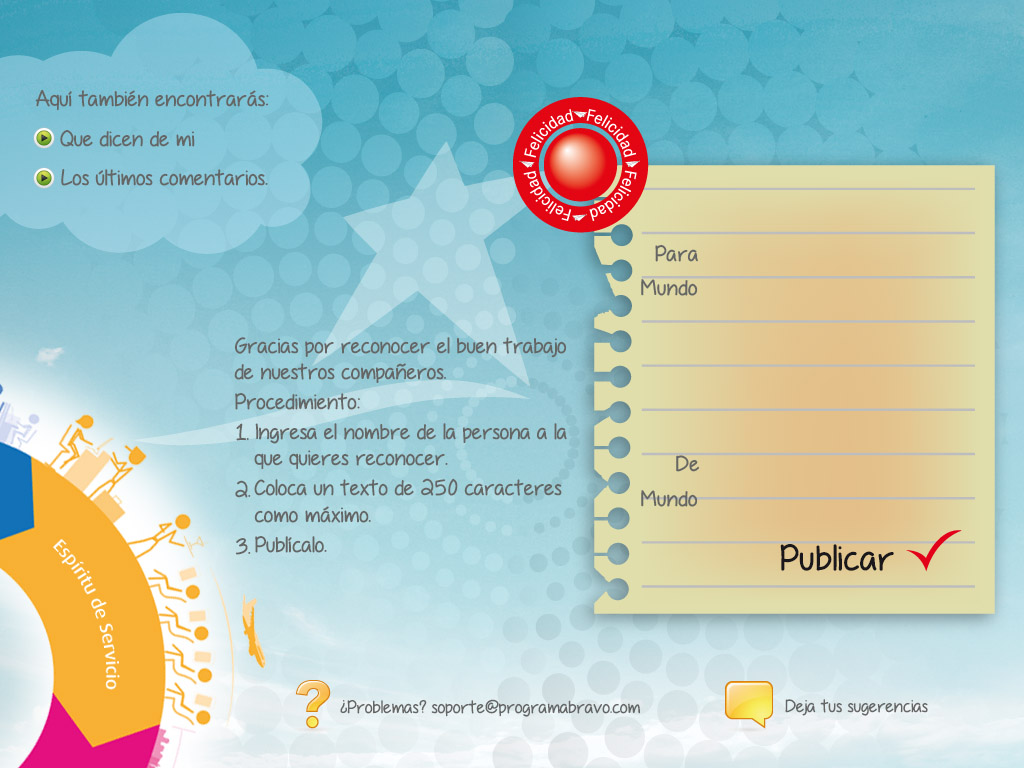 Aquí también encontrarás:
Que dicen de mi
Los últimos comentarios.
Felicidad Felicidad Felicidad Felicidad Felicidad
Para
Mundo
Gracias por reconocer el buen trabajo
de nuestros compañeros.
Procedimiento:
1. Ingresa el nombre de la persona a la
que quieres reconocer.
2. Coloca un texto de 250 caracteres
como máximo.
3. Publícalo.
De
Mundo
Publicar
Espíritu de Servicio
¿Problemas? soporte@programabravo.com
Deja tus sugerencias